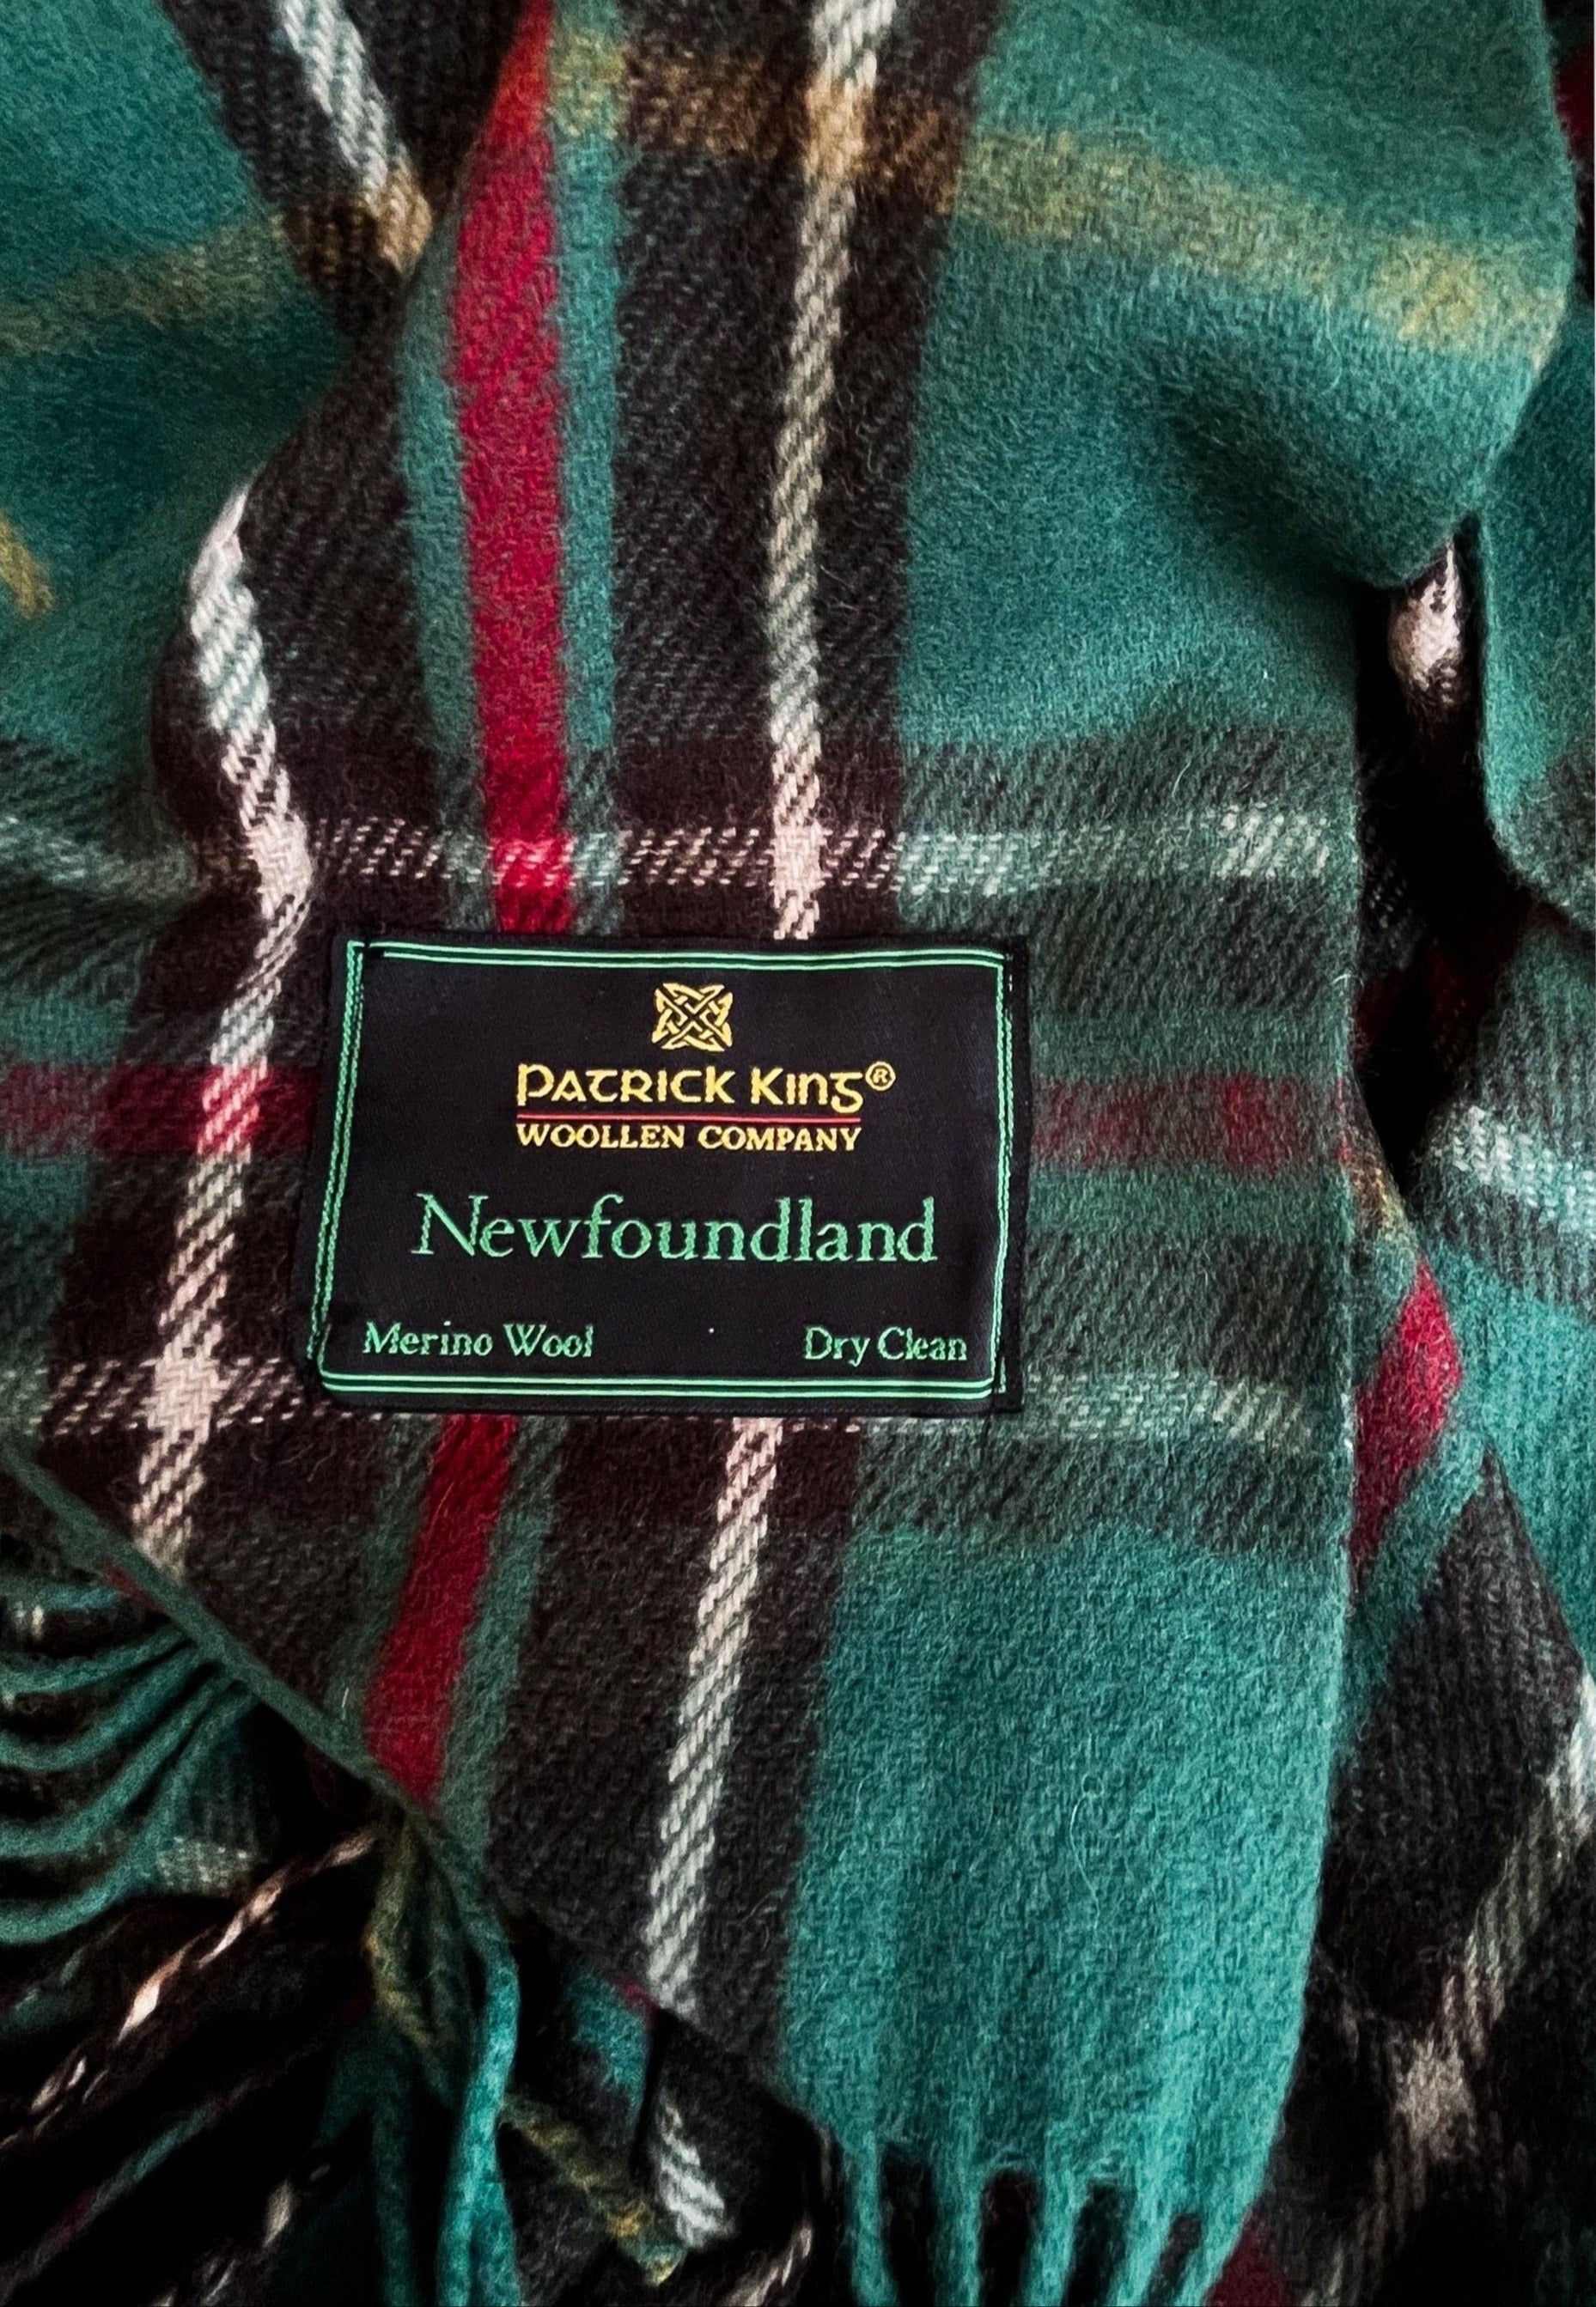 Patrick King®
WOOLLEN COMPANY
Newfoundland
Merino Wool
Dry Clean